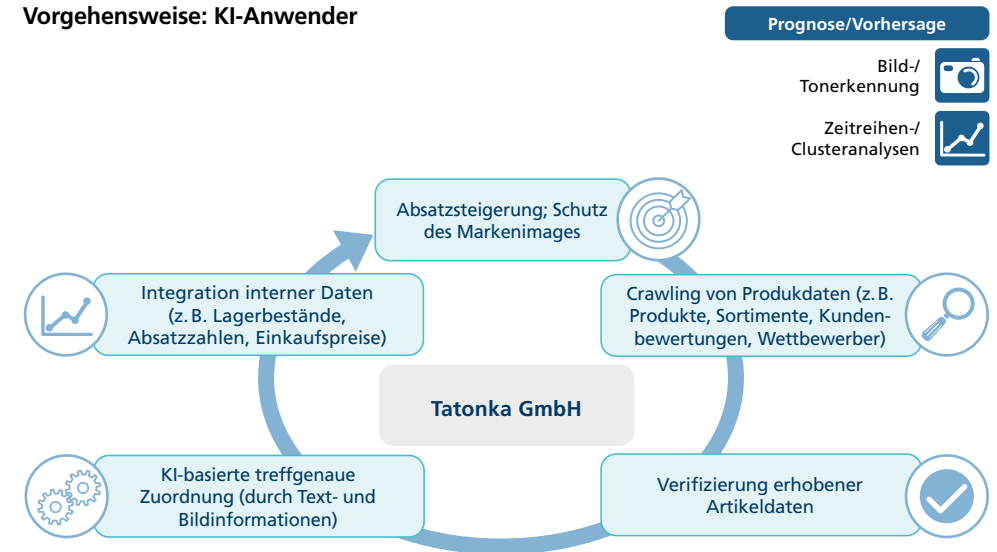 Vorgehensweise: KI-Anwender
Prognose/Vorhersage
Bild-/
Tonerkennung
Zeitreihen-/
Clusteranalysen
Absatzsteigerung; Schutz
des Markenimages
Integration interner Daten
(z. B. Lagerbestände,
Absatzzahlen, Einkaufspreise)
Crawling von Produkdaten (z. B.
Produkte, Sortimente, Kunden-
bewertungen, Wettbewerber)
Tatonka GmbH
KI-basierte treffgenaue
Zuordnung (durch Text- und
Bildinformationen)
Verifizierung erhobener
Artikeldaten